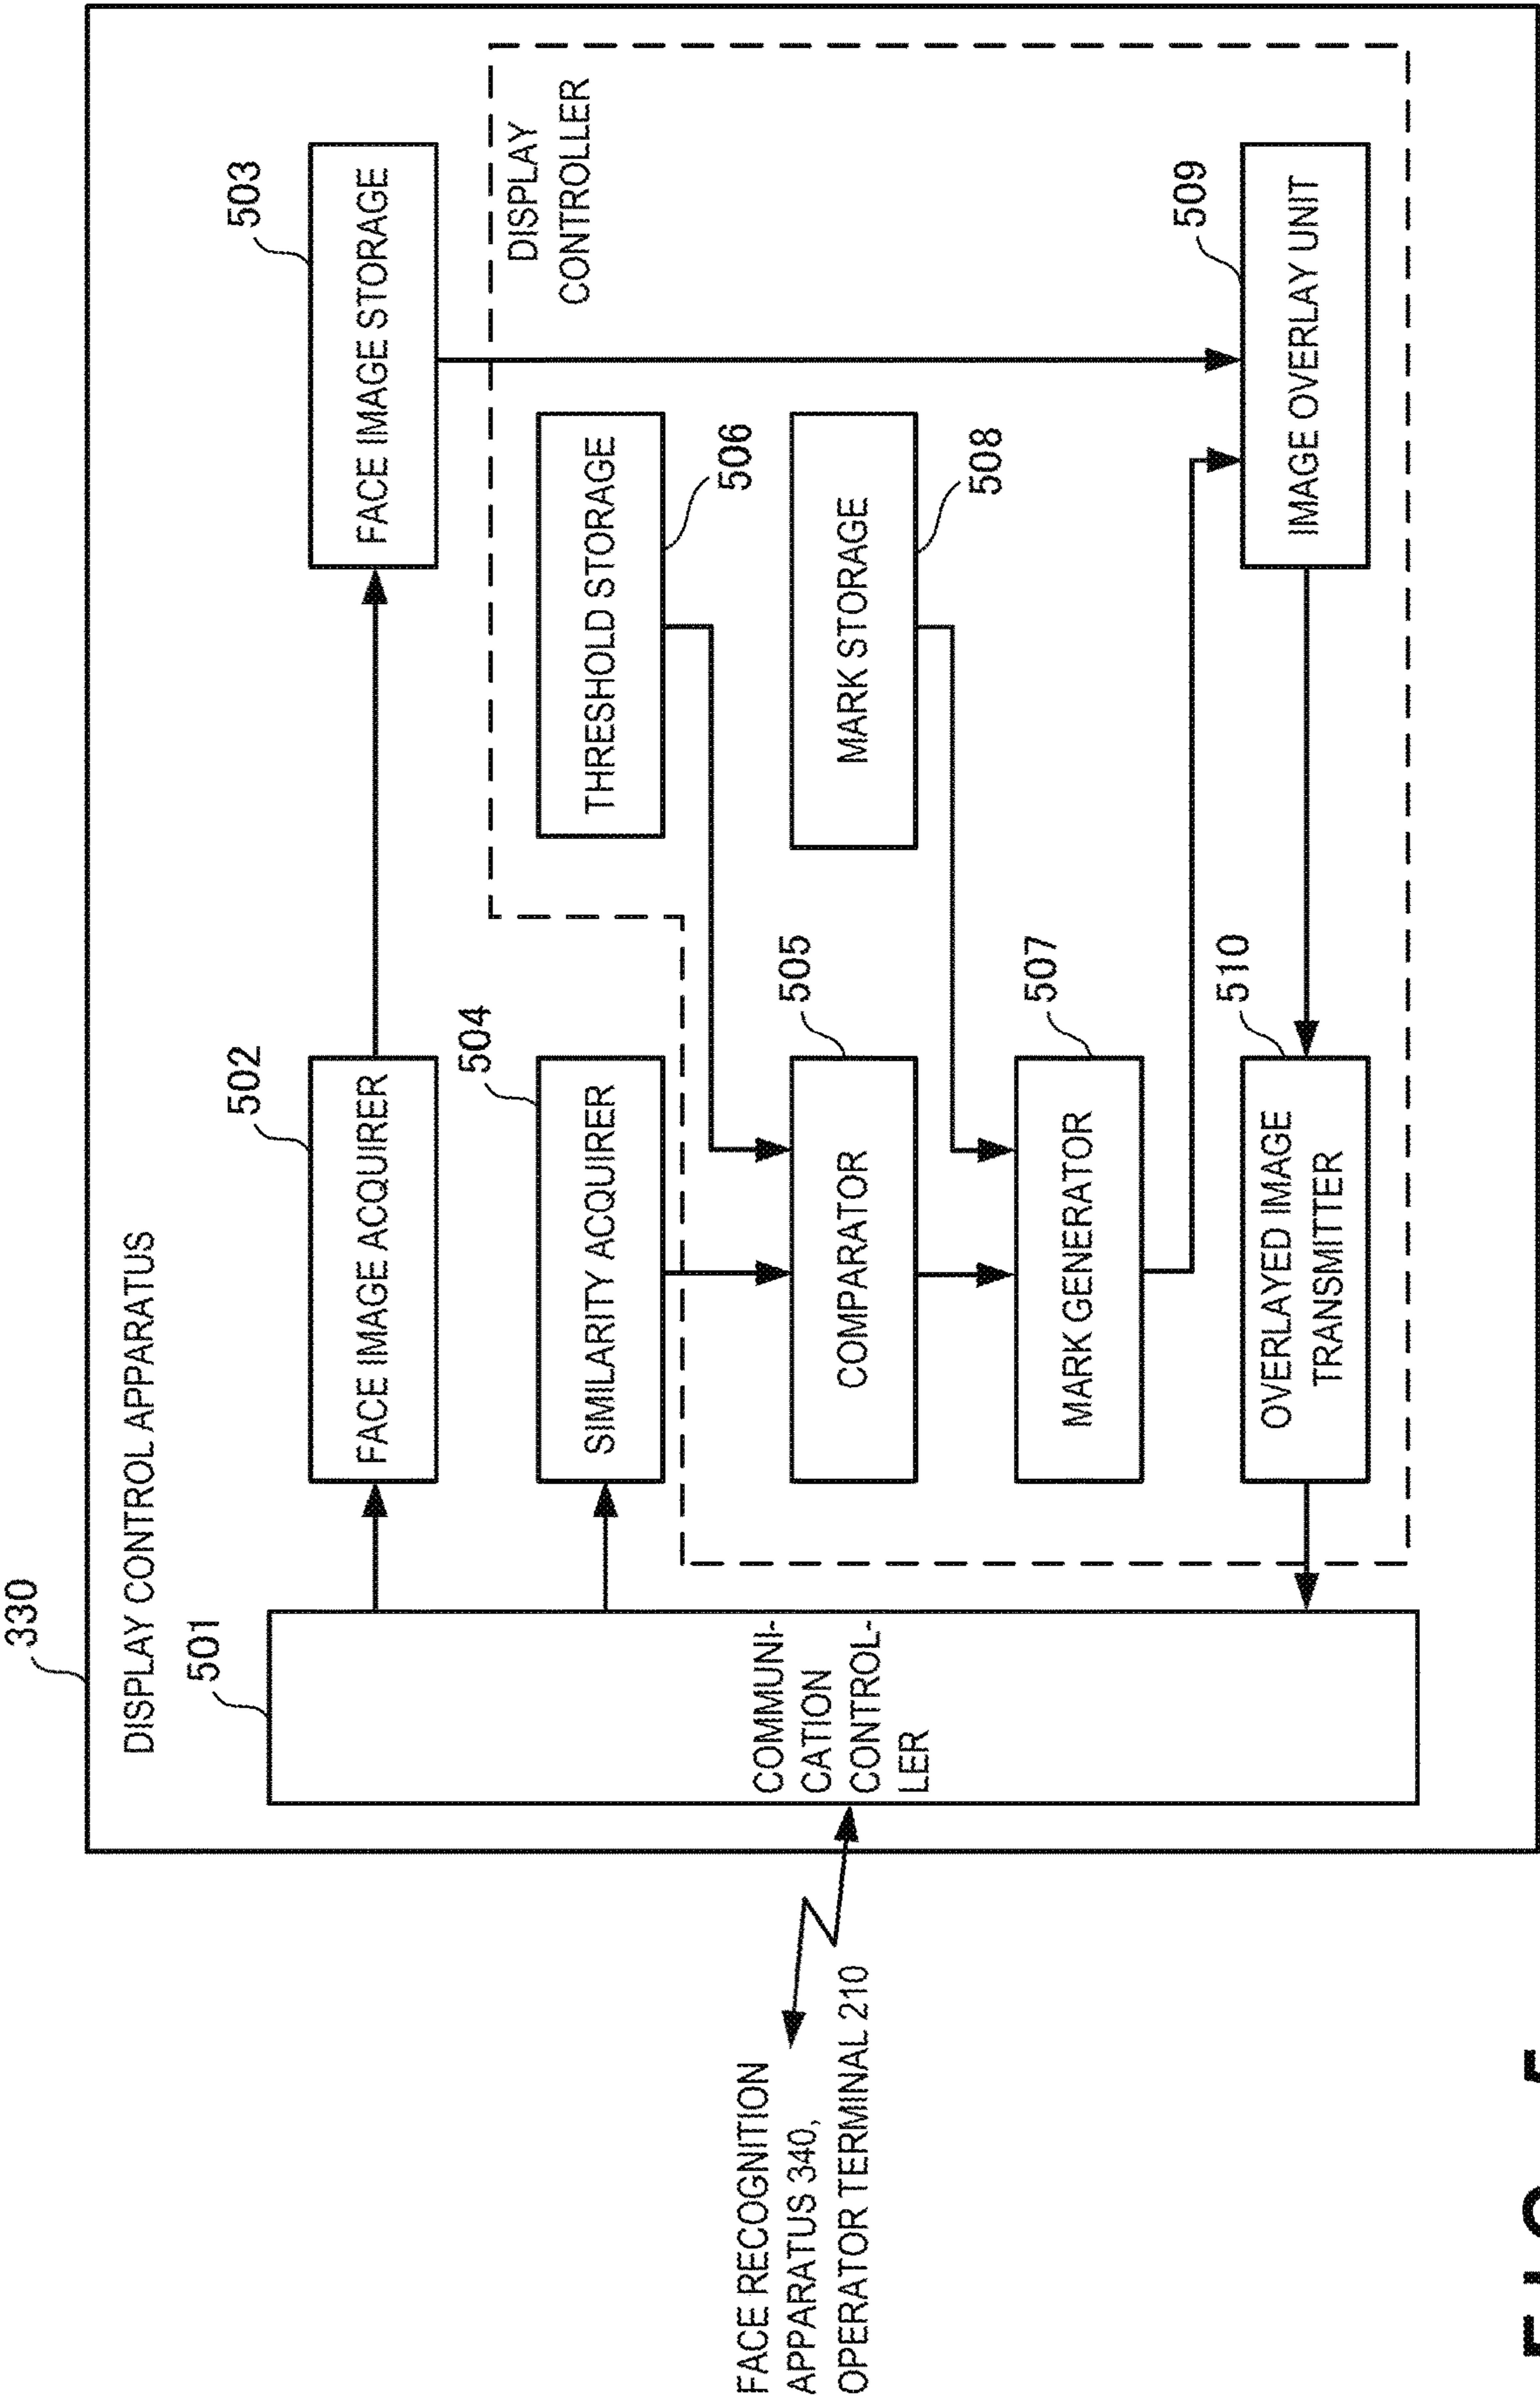 330
DISPLAY CONTROL APPARATUS
501
COMMUNI-
CATION
CONTROL-
LER
502
FACE IMAGE ACQUIRER
503
FACE IMAGE STORAGE
504
SIMILARITY ACQUIRER
DISPLAY
CONTROLLER
THRESHOLD STORAGE
506
505
COMPARATOR
MARK STORAGE
508
507
MARK GENERATOR
510
OVERLAYED IMAGE
TRANSMITTER
509
IMAGE OVERLAY UNIT
FACE RECOGNITION
APPARATUS 340,
OPERATOR TERMINAL 210